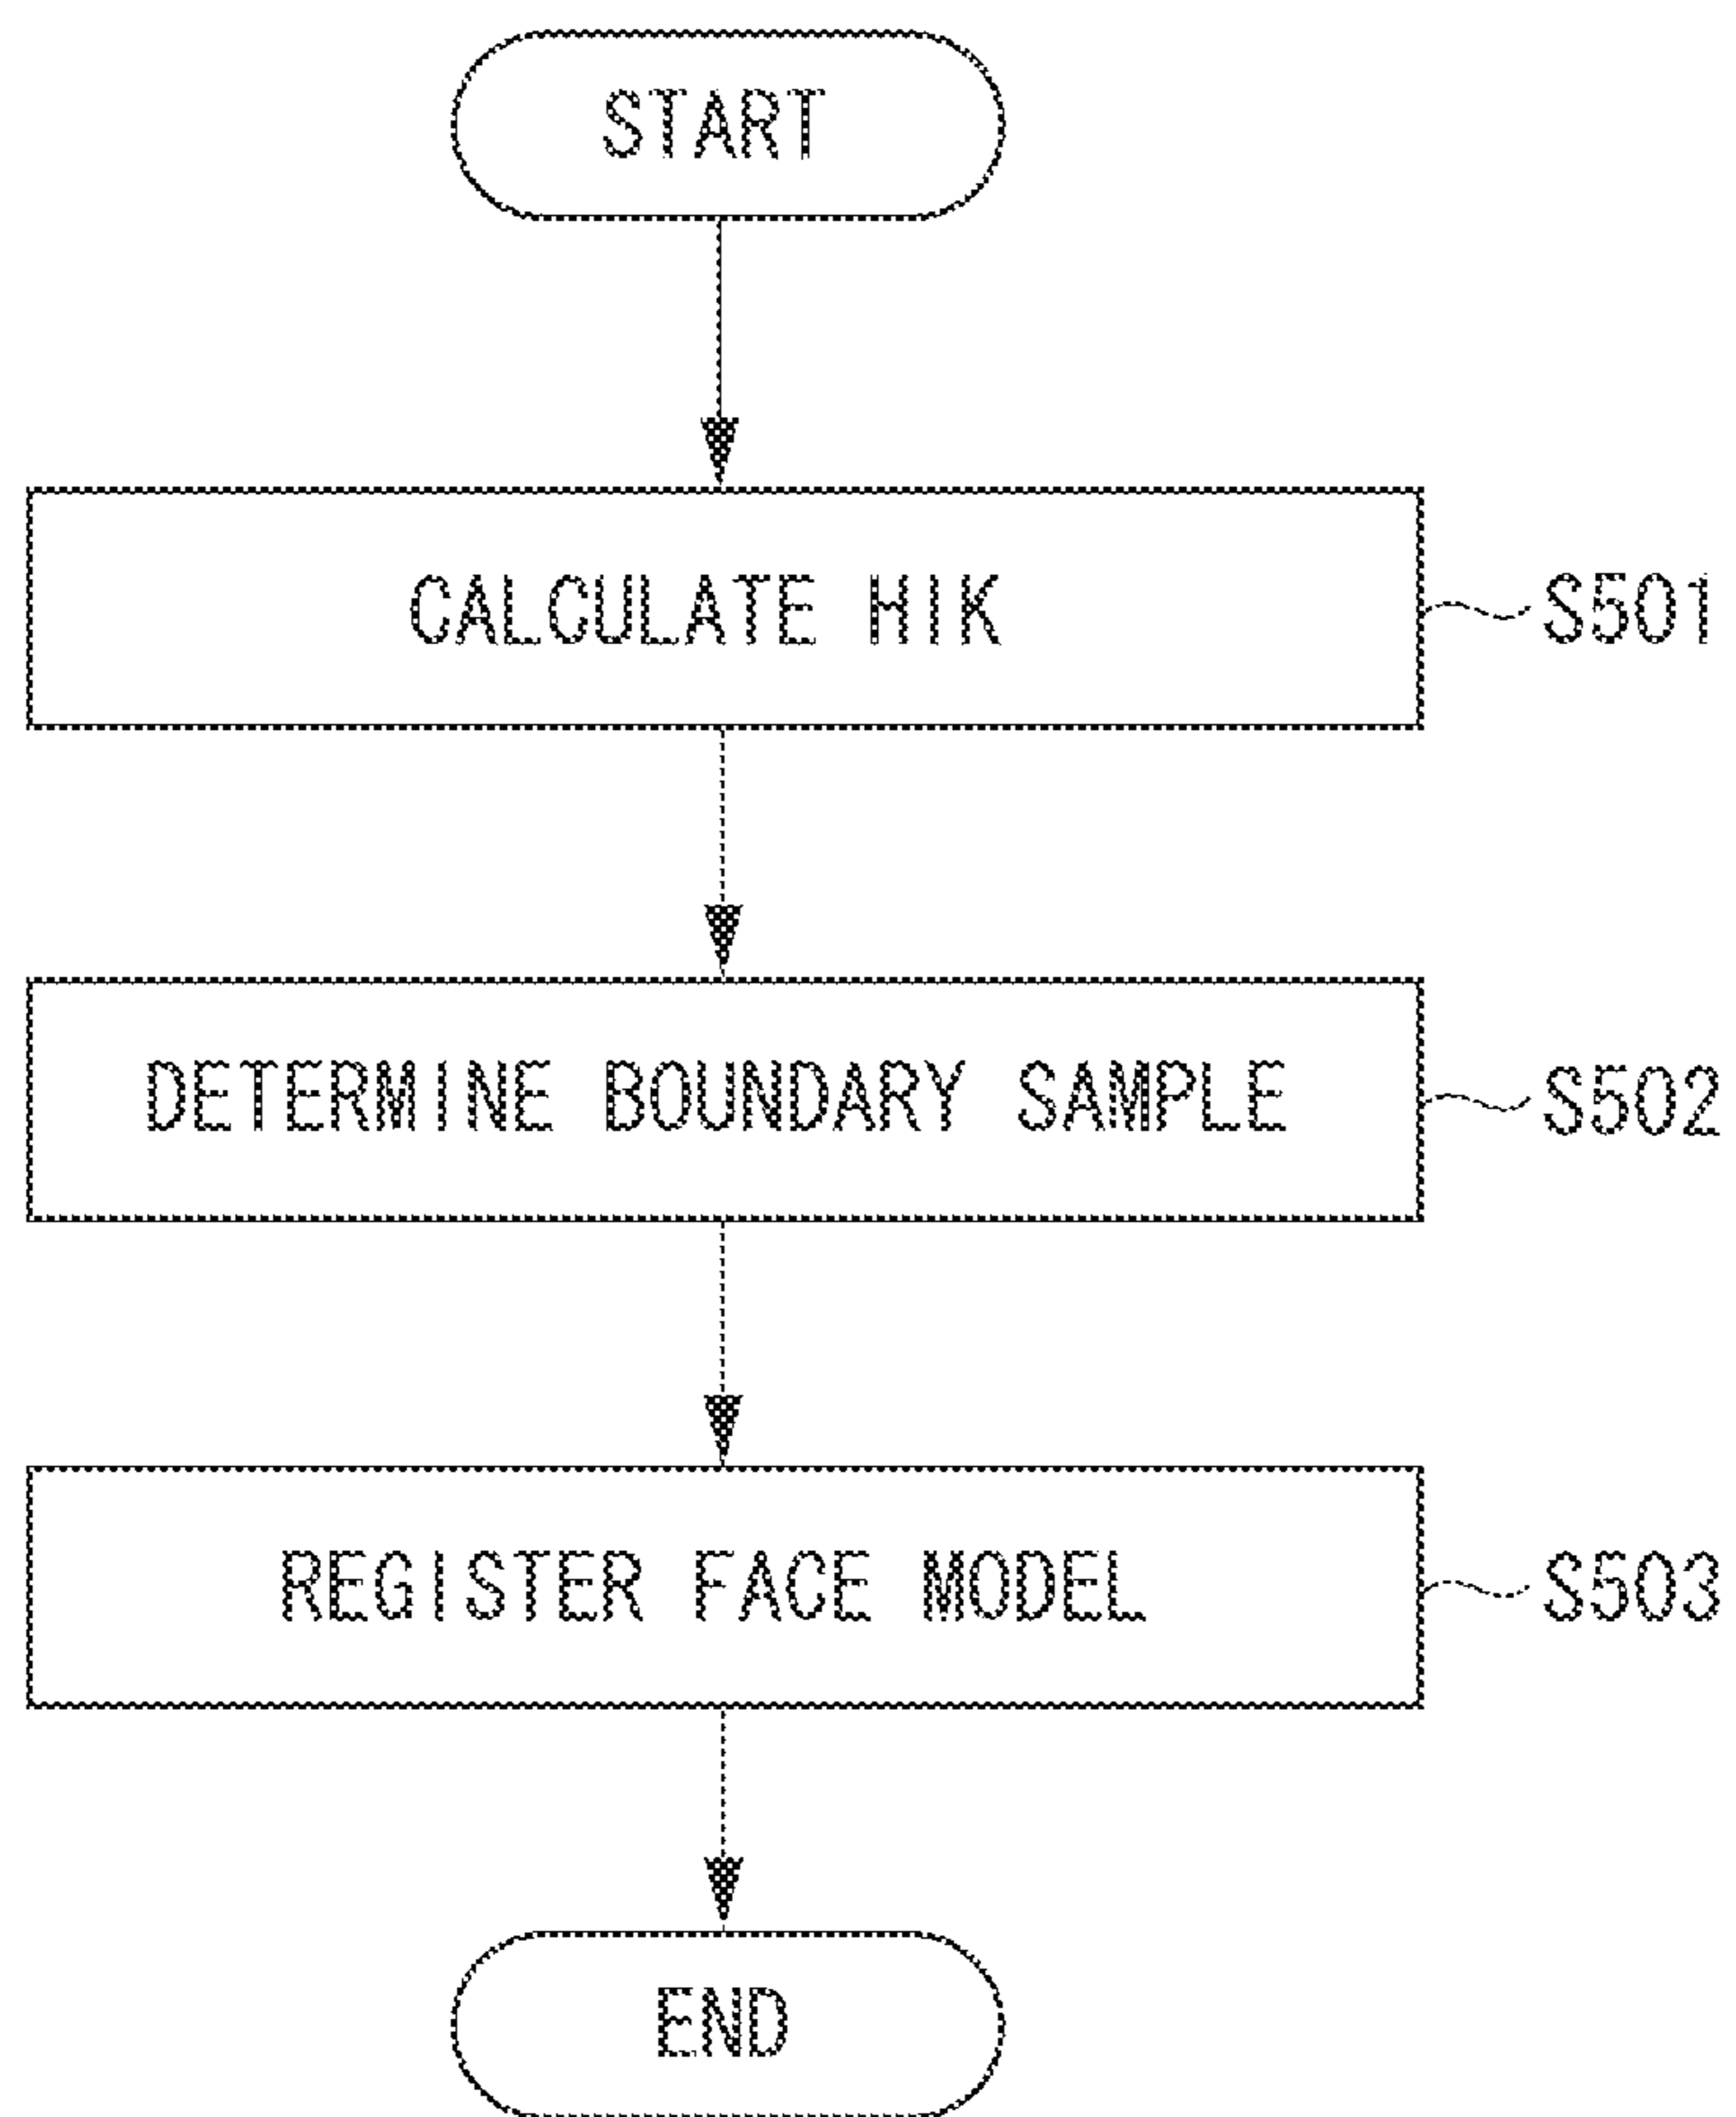 START
CALCULATE HIK
S501
DETERMINE BOUNDARY SAMPLE
S502
REGISTER FACE MODEL
S503
END